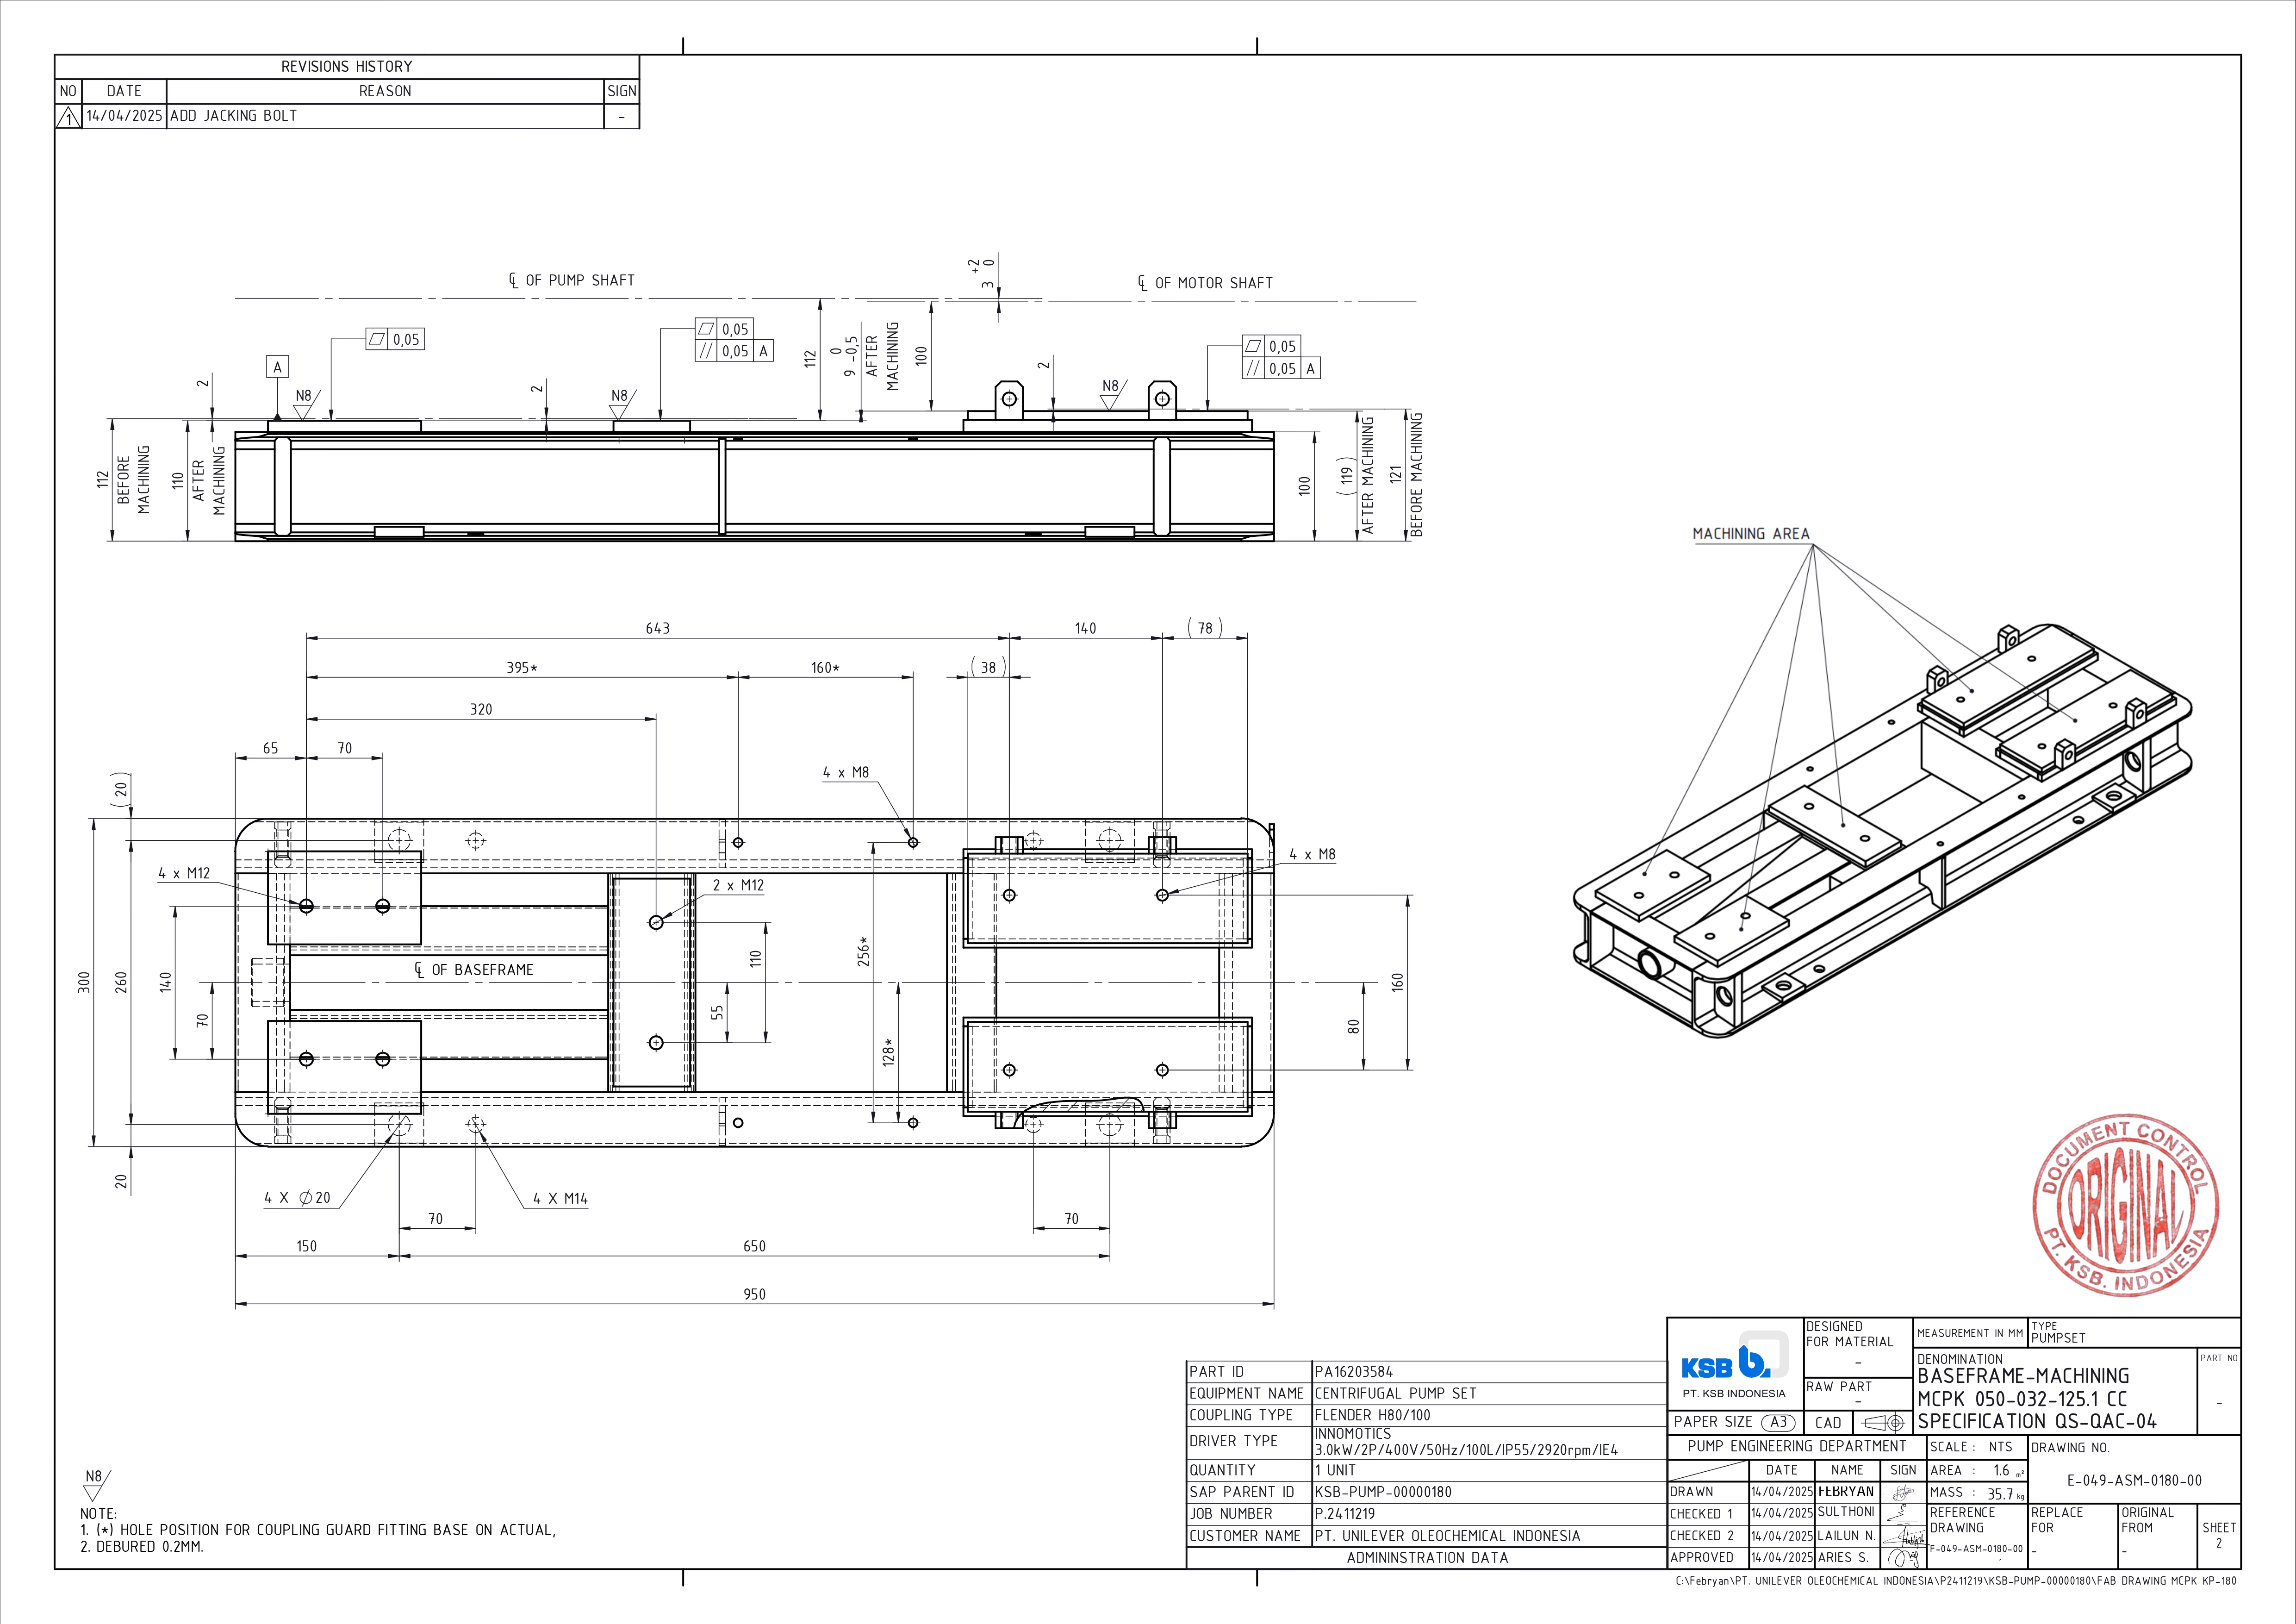 REVISIONS HISTORY
NO DATE REASON SIGN
1 14/04/2025 ADD JACKING BOLT -
℄ OF PUMP SHAFT
+2
3 0
℄ OF MOTOR SHAFT
0,05
0,05
0,05 A
0,05
0,05 A
A
2
N8
2
N8
112
0
9 -0,5
AFTER
MACHINING
100
2
N8
112
BEFORE
MACHINING
110
AFTER
MACHINING
100
(119)
AFTER MACHINING
121
BEFORE MACHINING
MACHINING AREA
643
140
(78)
395*
160*
(38)
320
65
70
(20)
4 x M8
4 x M12
2 x M12
4 x M8
℄ OF BASEFRAME
300
260
140
70
110
55
256*
128*
160
80
20
4 X Ø20
4 X M14
70
70
150
650
950
DOCUMENT CONTROL
ORIGINAL
PT. KSB. INDONESIA
N8
NOTE:
1. (*) HOLE POSITION FOR COUPLING GUARD FITTING BASE ON ACTUAL,
2. DEBURED 0.2MM.
PART ID PA16203584
EQUIPMENT NAME CENTRIFUGAL PUMP SET
COUPLING TYPE FLENDER H80/100
DRIVER TYPE INNOMOTICS
3.0kW/2P/400V/50Hz/100L/IP55/2920rpm/IE4
QUANTITY 1 UNIT
SAP PARENT ID KSB-PUMP-00000180
JOB NUMBER P.2411219
CUSTOMER NAME PT. UNILEVER OLEOCHEMICAL INDONESIA
ADMININSTRATION DATA
KSB b.
PT. KSB INDONESIA
DESIGNED
FOR MATERIAL
-
RAW PART
-
MEASUREMENT IN MM
TYPE
PUMPSET
DENOMINATION
BASEFRAME-MACHINING
MCPK 050-032-125.1 CC
SPECIFICATION QS-QAC-04
PART-NO
-
PAPER SIZE A3 CAD
PUMP ENGINEERING DEPARTMENT
SCALE : NTS
DRAWING NO.
E-049-ASM-0180-00
DATE NAME SIGN
AREA : 1.6 m²
DRAWN 14/04/2025 FEBRYAN
MASS : 35.7 kg
CHECKED 1 14/04/2025 SULTHONI
CHECKED 2 14/04/2025 LAILUN N.
APPROVED 14/04/2025 ARIES S.
REFERENCE
DRAWING
F-049-ASM-0180-00
REPLACE
FOR
-
ORIGINAL
FROM
-
SHEET
2
C:\Febryan\PT. UNILEVER OLEOCHEMICAL INDONESIA\P2411219\KSB-PUMP-00000180\FAB DRAWING MCPK KP-180